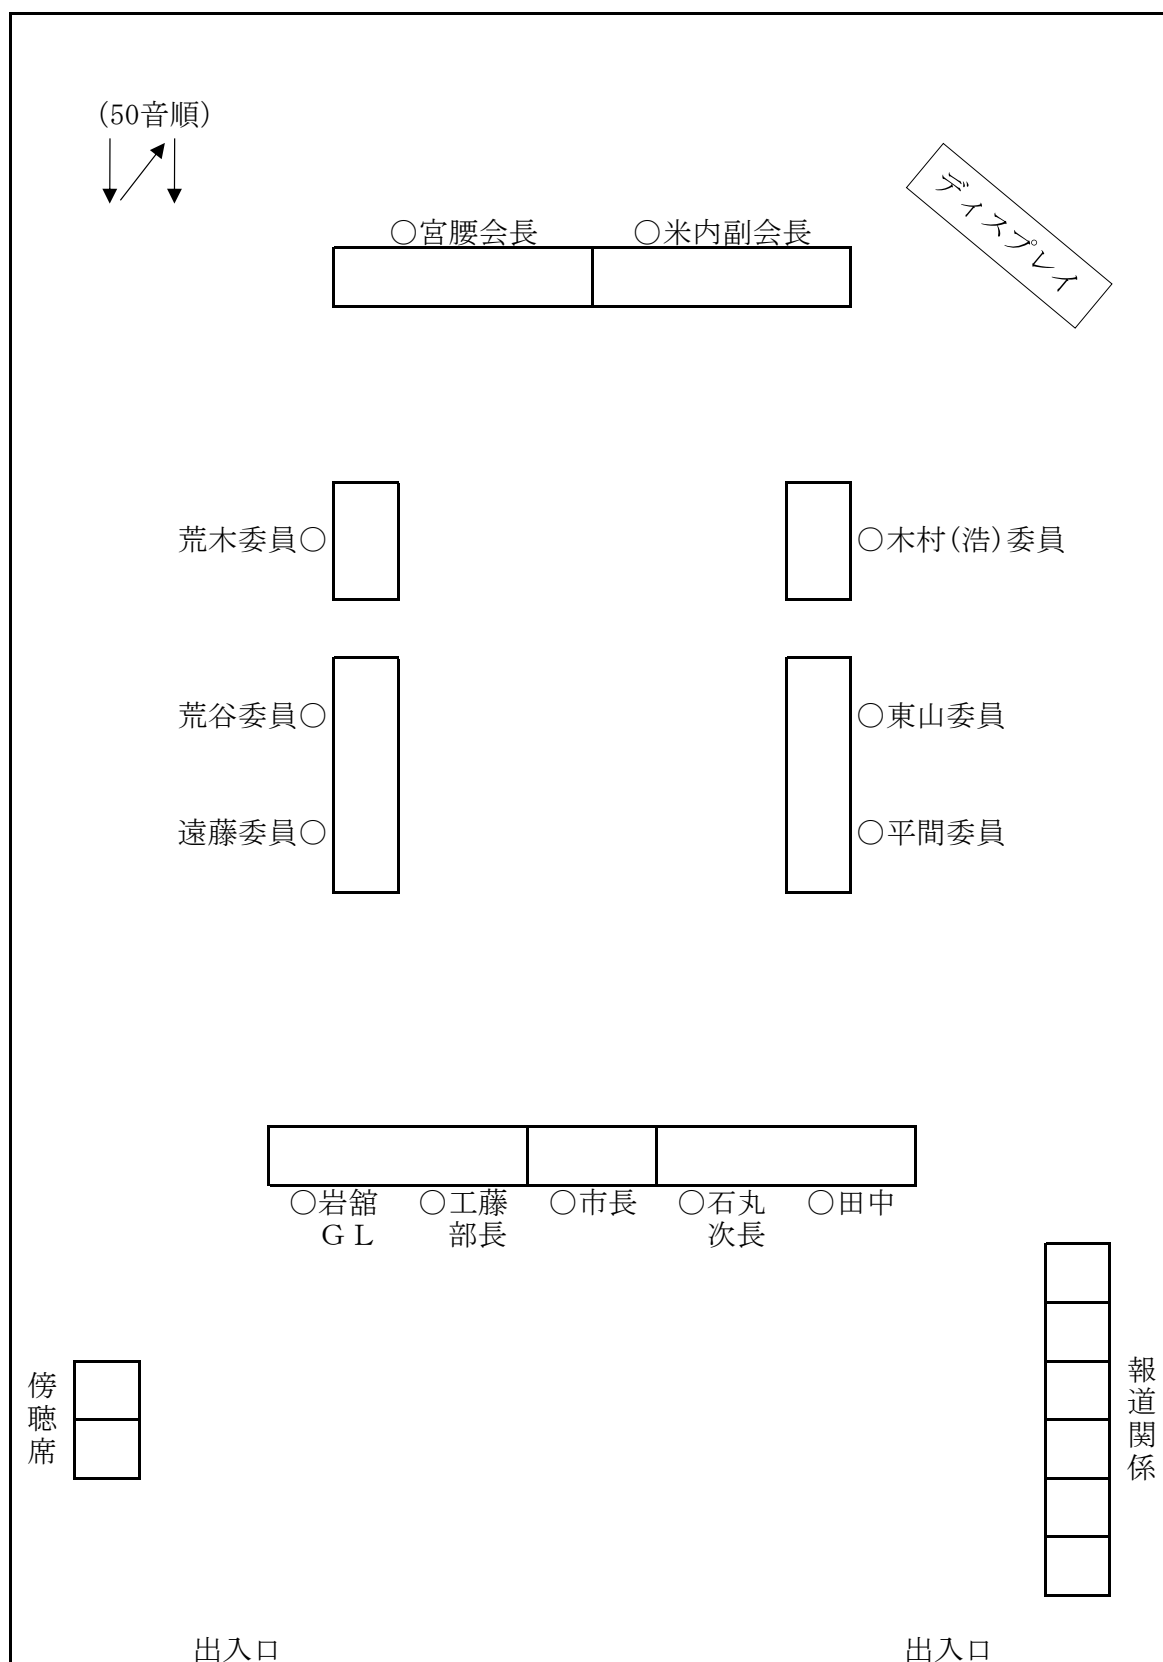 (50音順)
ディスプレイ
○宮腰会長
○米内副会長
荒木委員○
○木村(浩)委員
荒谷委員○
○東山委員
遠藤委員○
○平間委員
○岩舘
GL
○工藤
部長
○市長
○石丸
次長
○田中
傍聴席
報道関係
出入口
出入口